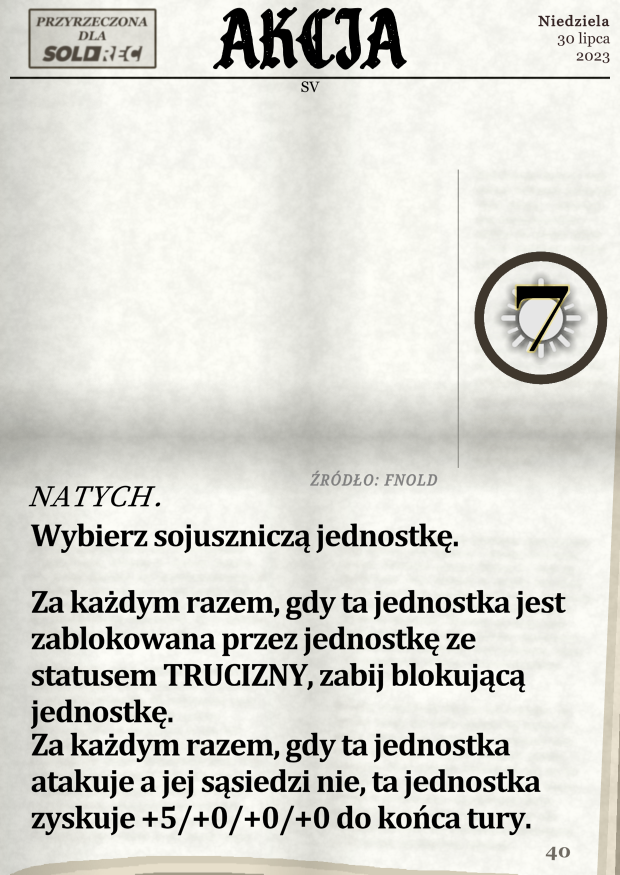 PRZYRZECZONA
DLA
SOLDREC
AKCJA
Niedziela
30 lipca
2023
SV
7
ŹRÓDŁO: FNOLD
NATYCH.
Wybierz sojuszniczą jednostkę.
Za każdym razem, gdy ta jednostka jest
zablokowana przez jednostkę ze
statusem TRUCIZNY, zabij blokującą
jednostkę.
Za każdym razem, gdy ta jednostka
atakuje a jej sąsiedzi nie, ta jednostka
zyskuje +5/+0/+0/+0 do końca tury.
40